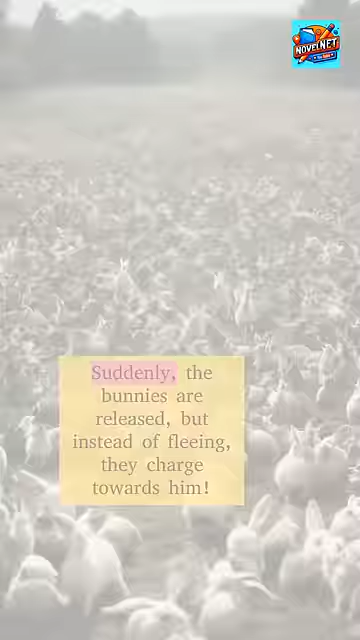 NOVELNET
Suddenly, the
bunnies are
released, but
instead of fleeing,
they charge
towards him!